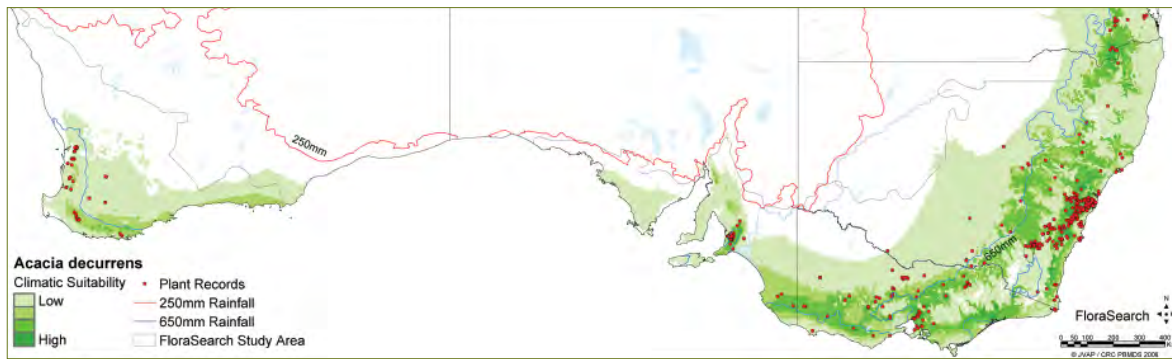 250mm
650mm
Acacia decurrens
Climatic Suitability
Low
High
Plant Records
250mm Rainfall
650mm Rainfall
FloraSearch Study Area
FloraSearch
N
0 50 100 200 300 400
© JVAP / CRC PBMDS 2006